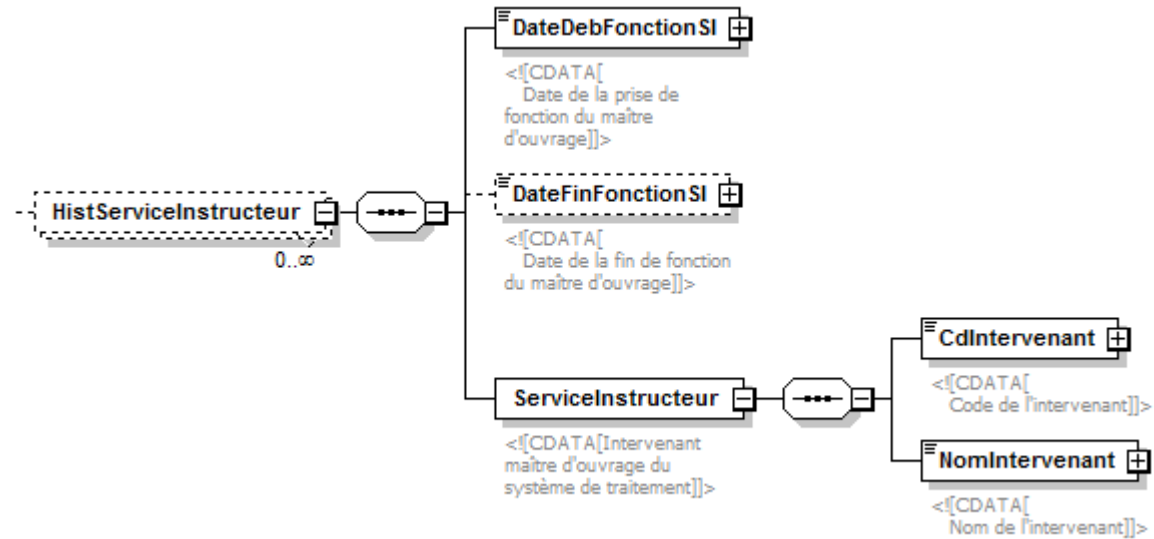 DateDebFonctionSI
<![CDATA[
Date de la prise de
fonction du maître
d'ouvrage]]>
HistServiceInstructeur
0..∞
DateFinFonctionSI
<![CDATA[
Date de la fin de fonction
du maître d'ouvrage]]>
ServiceInstructeur
<![CDATA[Intervenant
maître d'ouvrage du
système de traitement]]>
CdIntervenant
<![CDATA[
Code de l'intervenant]]>
NomIntervenant
<![CDATA[
Nom de l'intervenant]]>